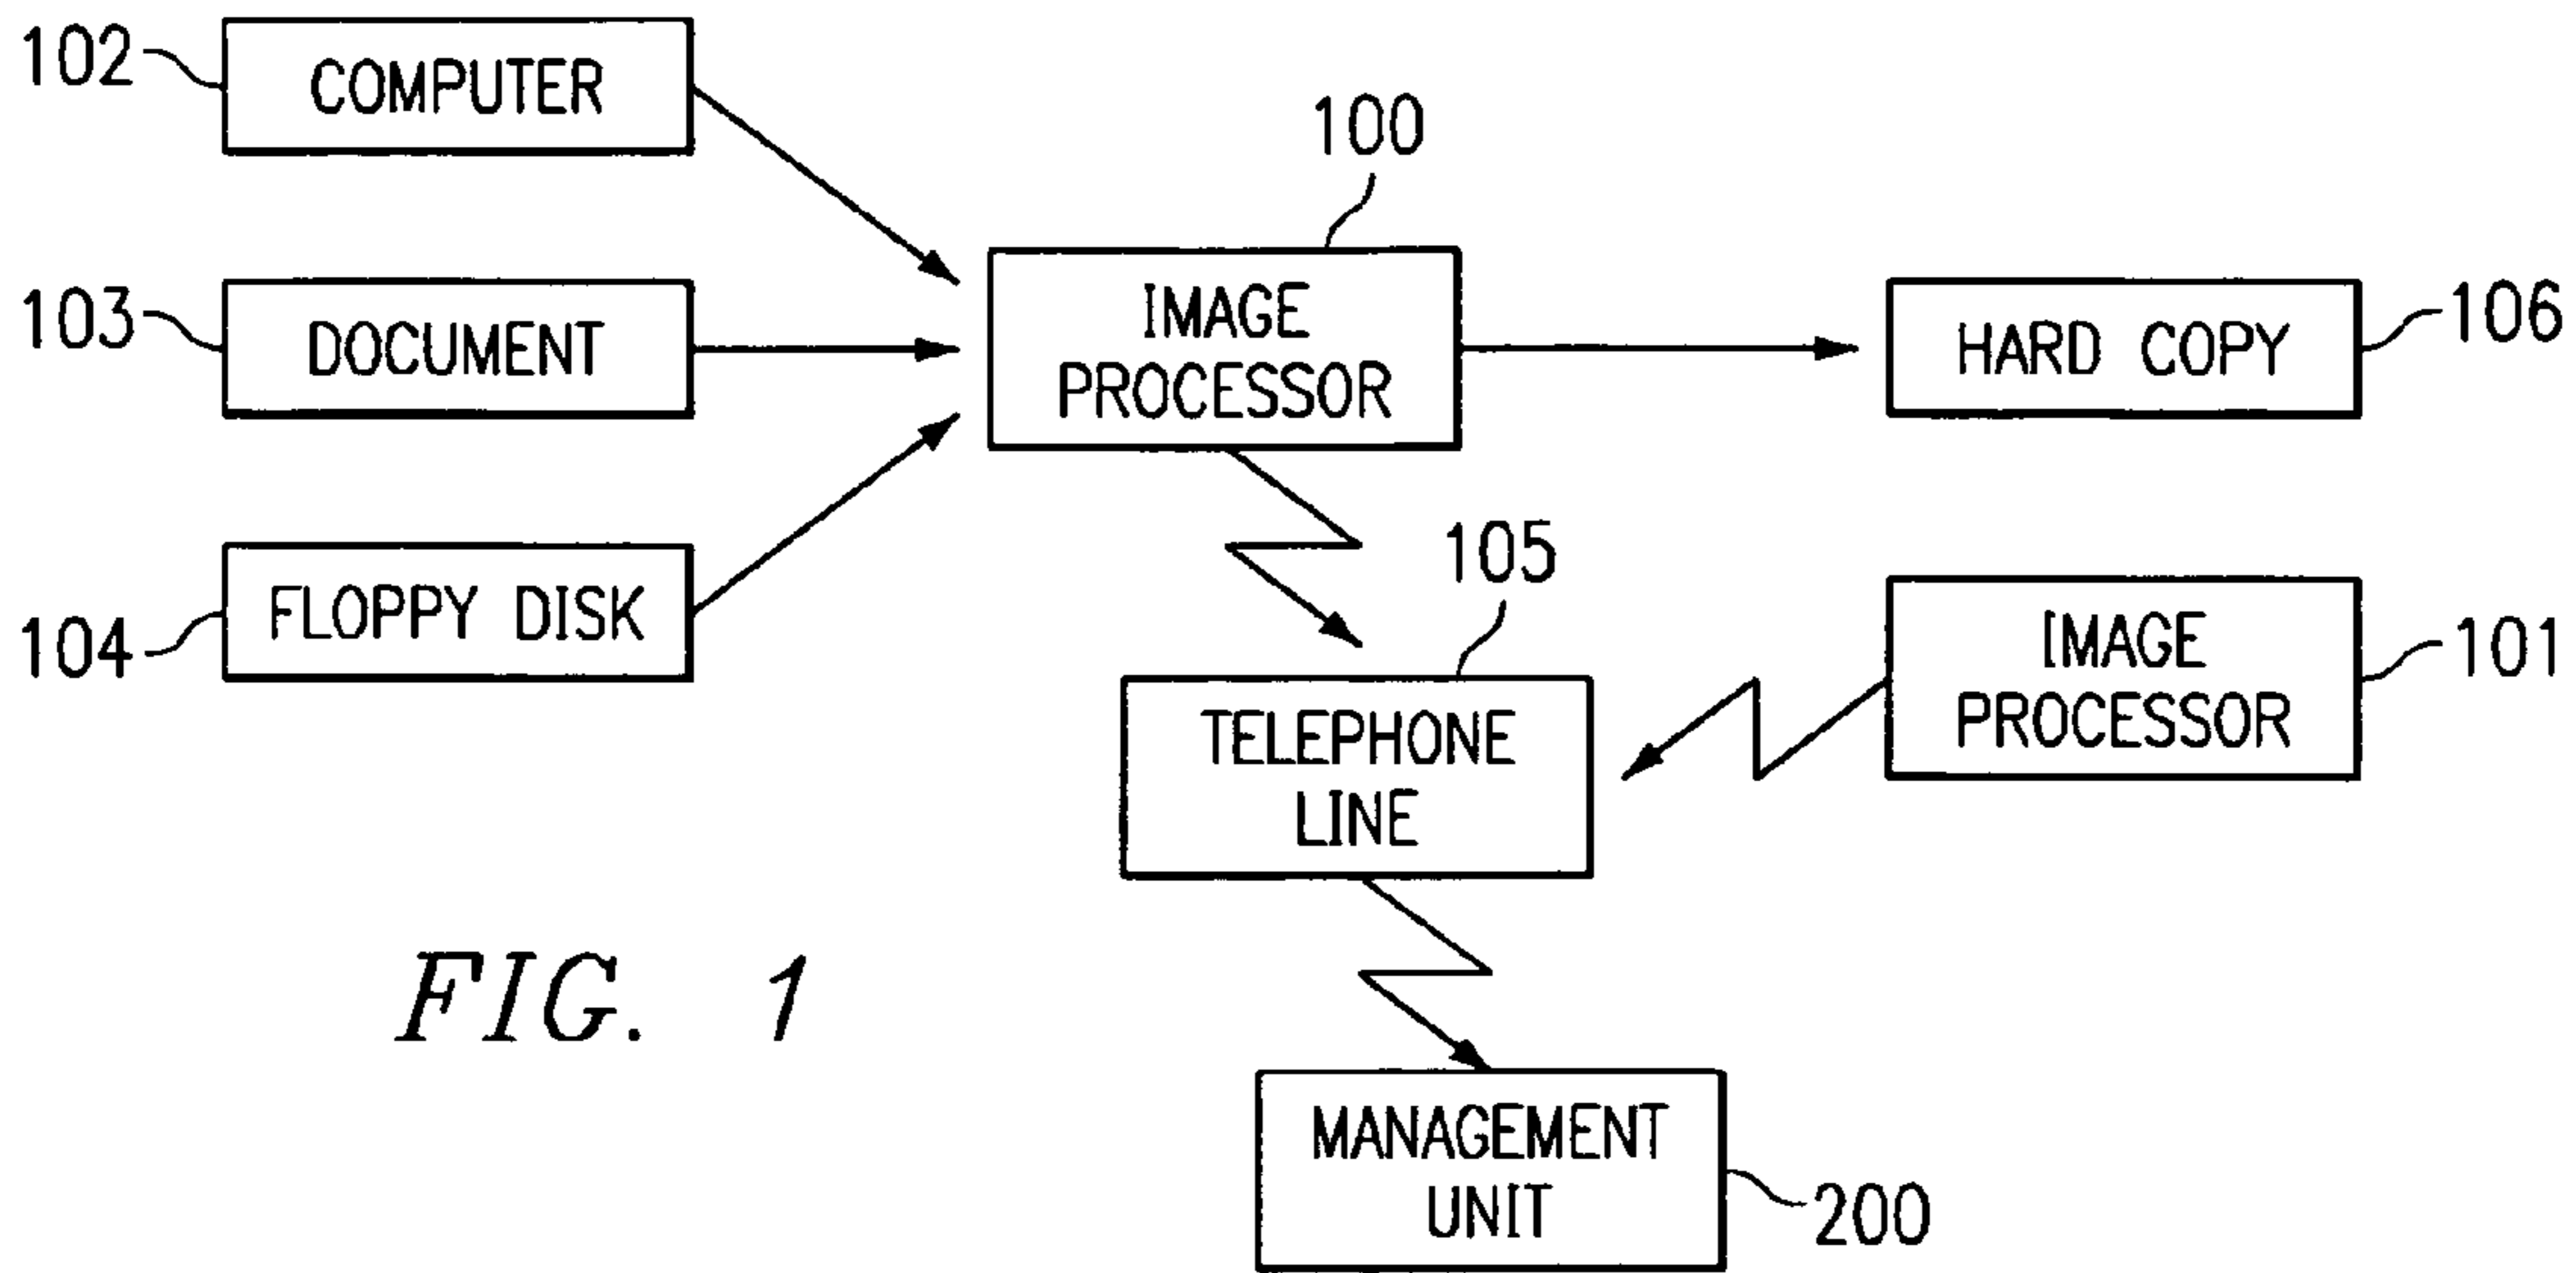 102
COMPUTER
100
103
DOCUMENT
IMAGE
PROCESSOR
HARD COPY
106
104
FLOPPY DISK
105
TELEPHONE
LINE
IMAGE
PROCESSOR
101
FIG. 1
MANAGEMENT
UNIT
200